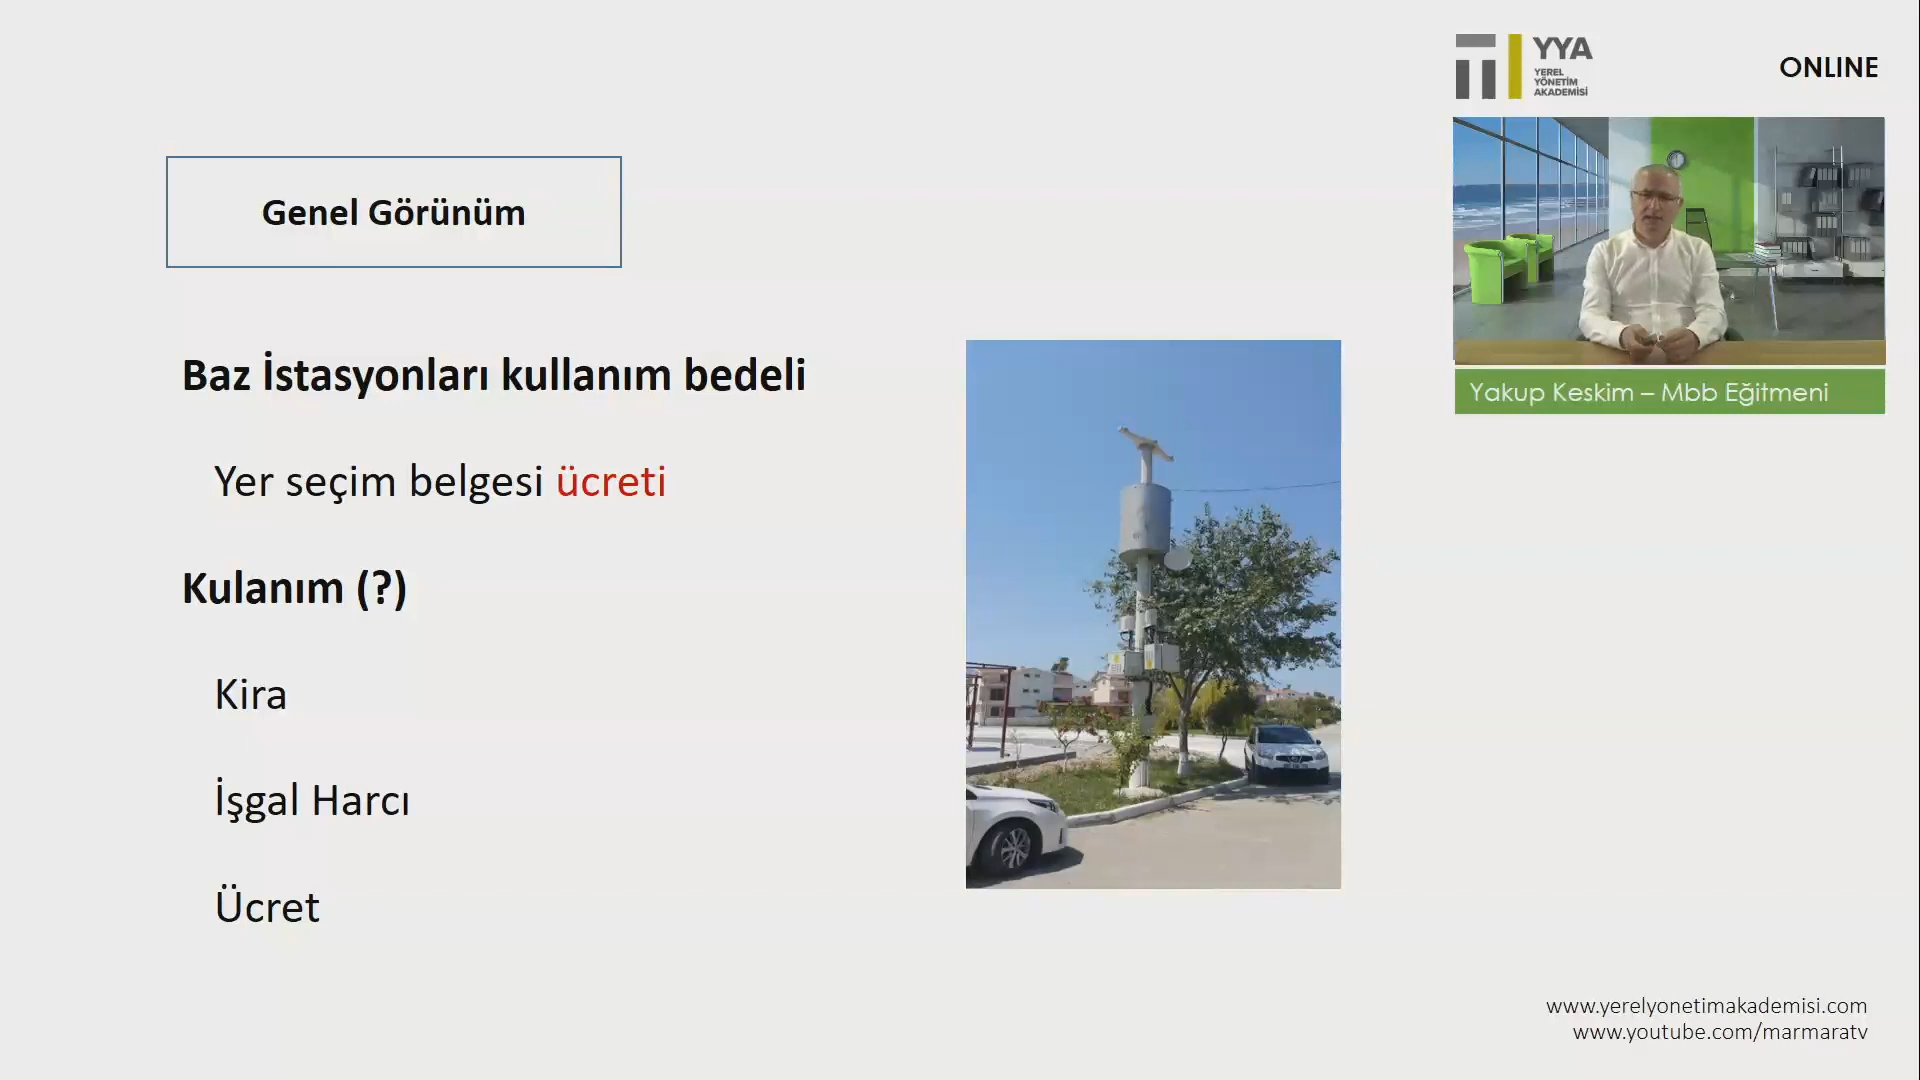 YYA
YEREL
YÖNETİM
AKADEMİSİ
ONLINE
Genel Görünüm
Baz İstasyonları kullanım bedeli
Yer seçim belgesi ücreti
Kulanım (?)
Kira
İşgal Harcı
Ücret
Yakup Keskim – Mbb Eğitmeni
www.yerelyonetimakademisi.com
www.youtube.com/marmaratv